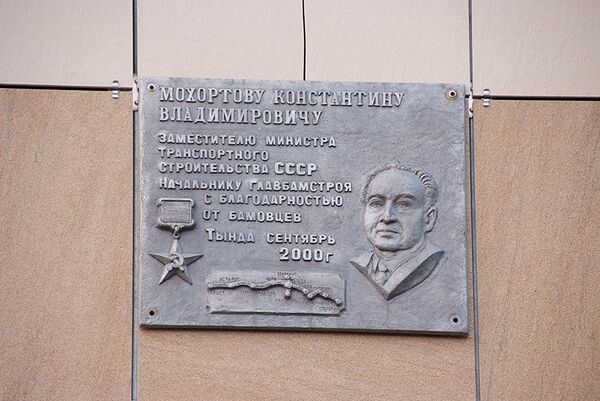 МОХОРТОВУ КОНСТАНТИНУ
ВЛАДИМИРОВИЧУ
ЗАМЕСТИТЕЛЮ МИНИСТРА
ТРАНСПОРТНОГО
СТРОИТЕЛЬСТВА СССР
НАЧАЛЬНИКУ ГЛАВБАМСТРОЯ
С БЛАГОДАРНОСТЬЮ
ОТ БАМОВЦЕВ
ТЫНДА СЕНТЯБРЬ
2000г